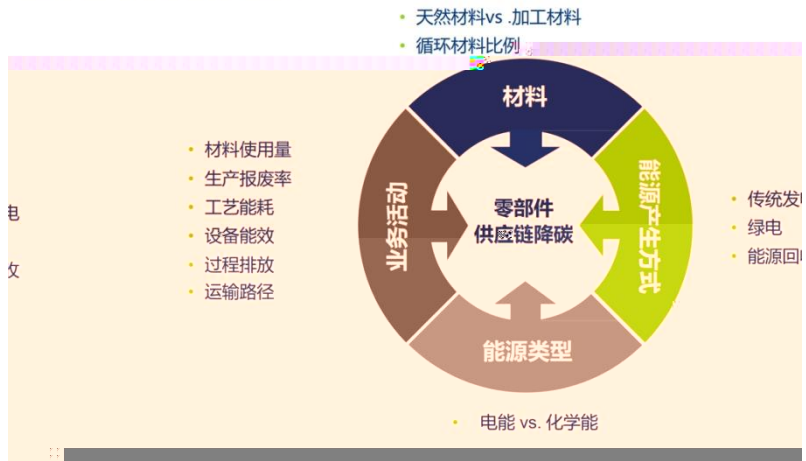 天然材料vs .加工材料
循环材料比例
材料
材料使用量
生产报废率
工艺能耗
设备能效
过程排放
运输路径
业务活动
零部件
供应链降碳
能源产生方式
传统发
绿电
能源回
能源类型
电能 vs. 化学能